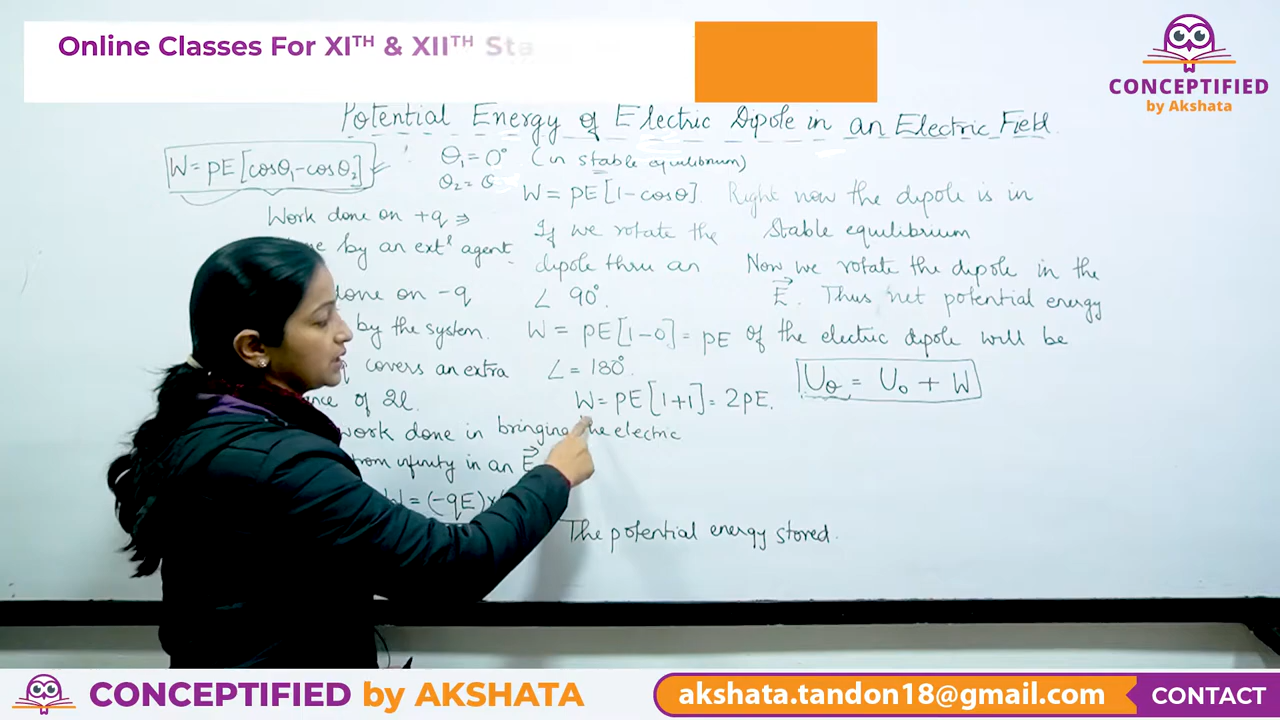 Online Classes For XITH & XIITH Sta
CONCEPTIFIED
by Akshata
Potential Energy of Electric Dipole in an Electric Field
W = pE[cosθ₁-cosθ₂]
θ₁ = 0° (in stable equilibrium)
θ₂ = θ
W = pE[1-cosθ].
Work done on +q ⇒
by an extˡ agent
done on -q
by the system.
covers an extra
of 2l.
work done in bringing the electric
from infinity in an E⃗
W = (-qE)x
If we rotate the
dipole thru an
∠ 90°.
W = pE[1-0] = pE
∠ = 180°.
W = pE[1+1] = 2pE.
The potential energy stored.
Right now the dipole is in
Stable equilibrium
Now we rotate the dipole in the
E⃗. Thus net potential energy
of the electric dipole will be
Uθ = U₀ + W
CONCEPTIFIED by AKSHATA
akshata.tandon18@gmail.com
CONTACT